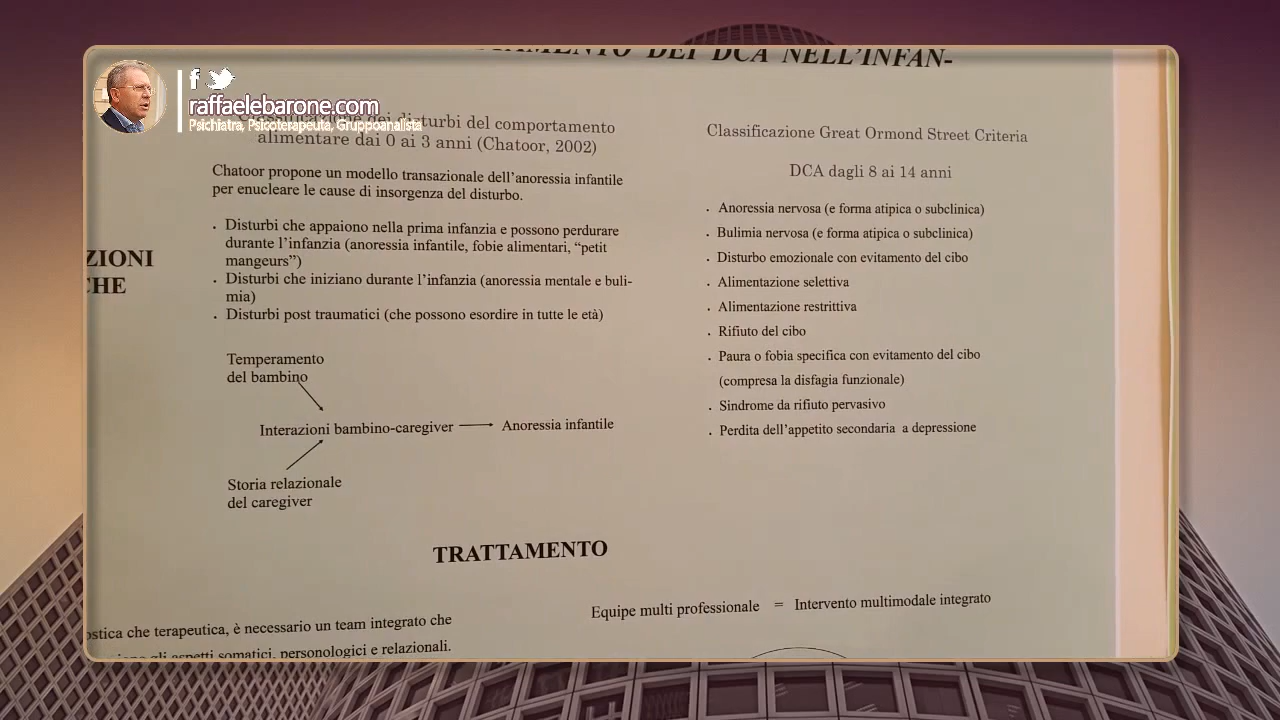 raffaelebarone.com
Psichiatra, Psicoterapeuta, Gruppoanalista
DEI DCA NELL'INFAN-
ZIONI
CHE
dei disturbi del comportamento
alimentare dai 0 ai 3 anni (Chatoor, 2002)
Chatoor propone un modello transazionale dell'anoressia infantile
per enucleare le cause di insorgenza del disturbo.
• Disturbi che appaiono nella prima infanzia e possono perdurare
durante l'infanzia (anoressia infantile, fobie alimentari, “petit
mangeurs”)
• Disturbi che iniziano durante l'infanzia (anoressia mentale e buli-
mia)
• Disturbi post traumatici (che possono esordire in tutte le età)
Temperamento
del bambino
Interazioni bambino-caregiver → Anoressia infantile
Storia relazionale
del caregiver
Classificazione Great Ormond Street Criteria
DCA dagli 8 ai 14 anni
• Anoressia nervosa (e forma atipica o subclinica)
• Bulimia nervosa (e forma atipica o subclinica)
• Disturbo emozionale con evitamento del cibo
• Alimentazione selettiva
• Alimentazione restrittiva
• Rifiuto del cibo
• Paura o fobia specifica con evitamento del cibo
(compresa la disfagia funzionale)
• Sindrome da rifiuto pervasivo
• Perdita dell'appetito secondaria a depressione
TRATTAMENTO
ostica che terapeutica, è necessario un team integrato che
gli aspetti somatici, personologici e relazionali.
Equipe multi professionale = Intervento multimodale integrato